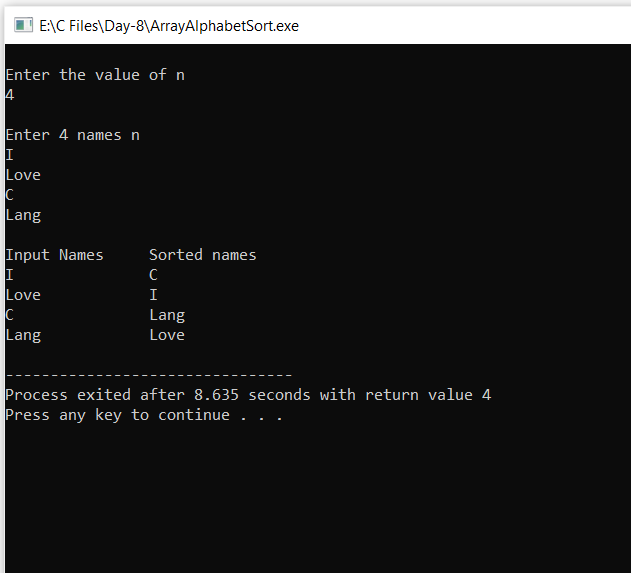 E:\C Files\Day-8\ArrayAlphabetSort.exe
Enter the value of n
4
Enter 4 names n
I
Love
C
Lang
Input Names     Sorted names
I               C
Love            I
C               Lang
Lang            Love
--------------------------------
Process exited after 8.635 seconds with return value 4
Press any key to continue . . .